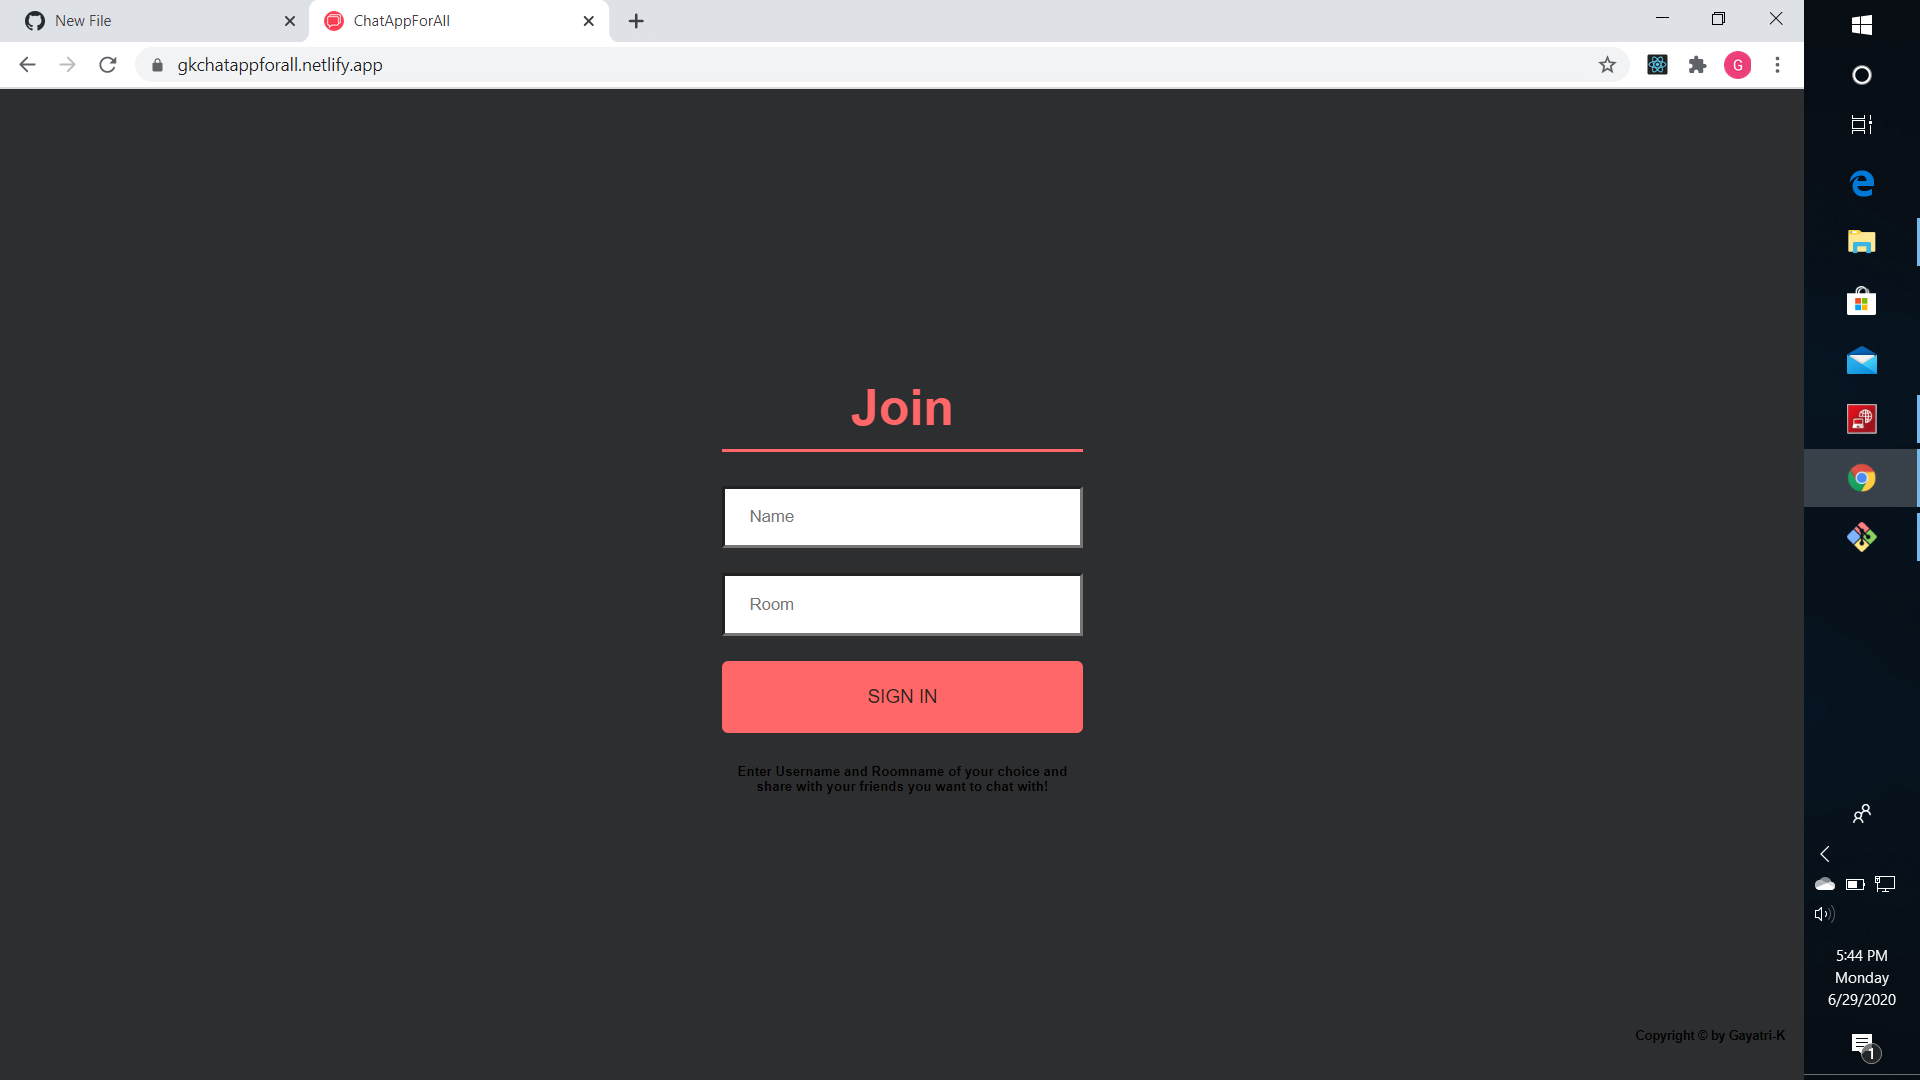 New File
ChatAppForAll
gkchatappforall.netlify.app
G
Join
Name
Room
SIGN IN
Enter Username and Roomname of your choice and
share with your friends you want to chat with!
Copyright © by Gayatri-K
5:44 PM
Monday
6/29/2020
1